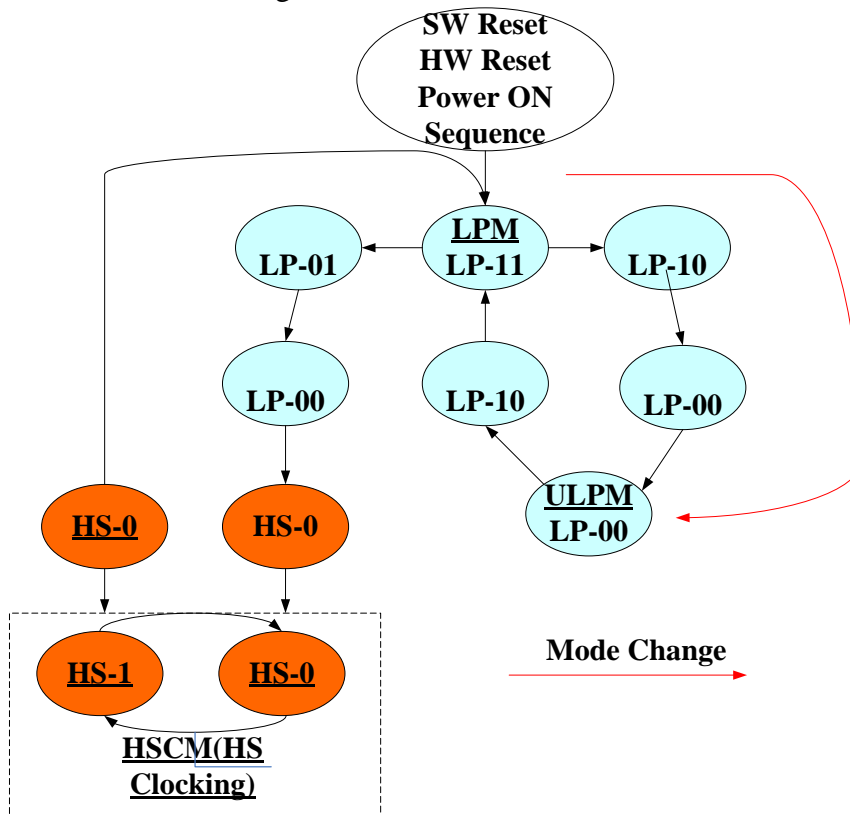 SW Reset
HW Reset
Power ON
Sequence
LPM
LP-01
LP-11
LP-10
LP-00
LP-10
LP-00
ULPM
LP-00
HS-0
HS-0
Mode Change
HS-1
HS-0
HSCM(HS
Clocking)